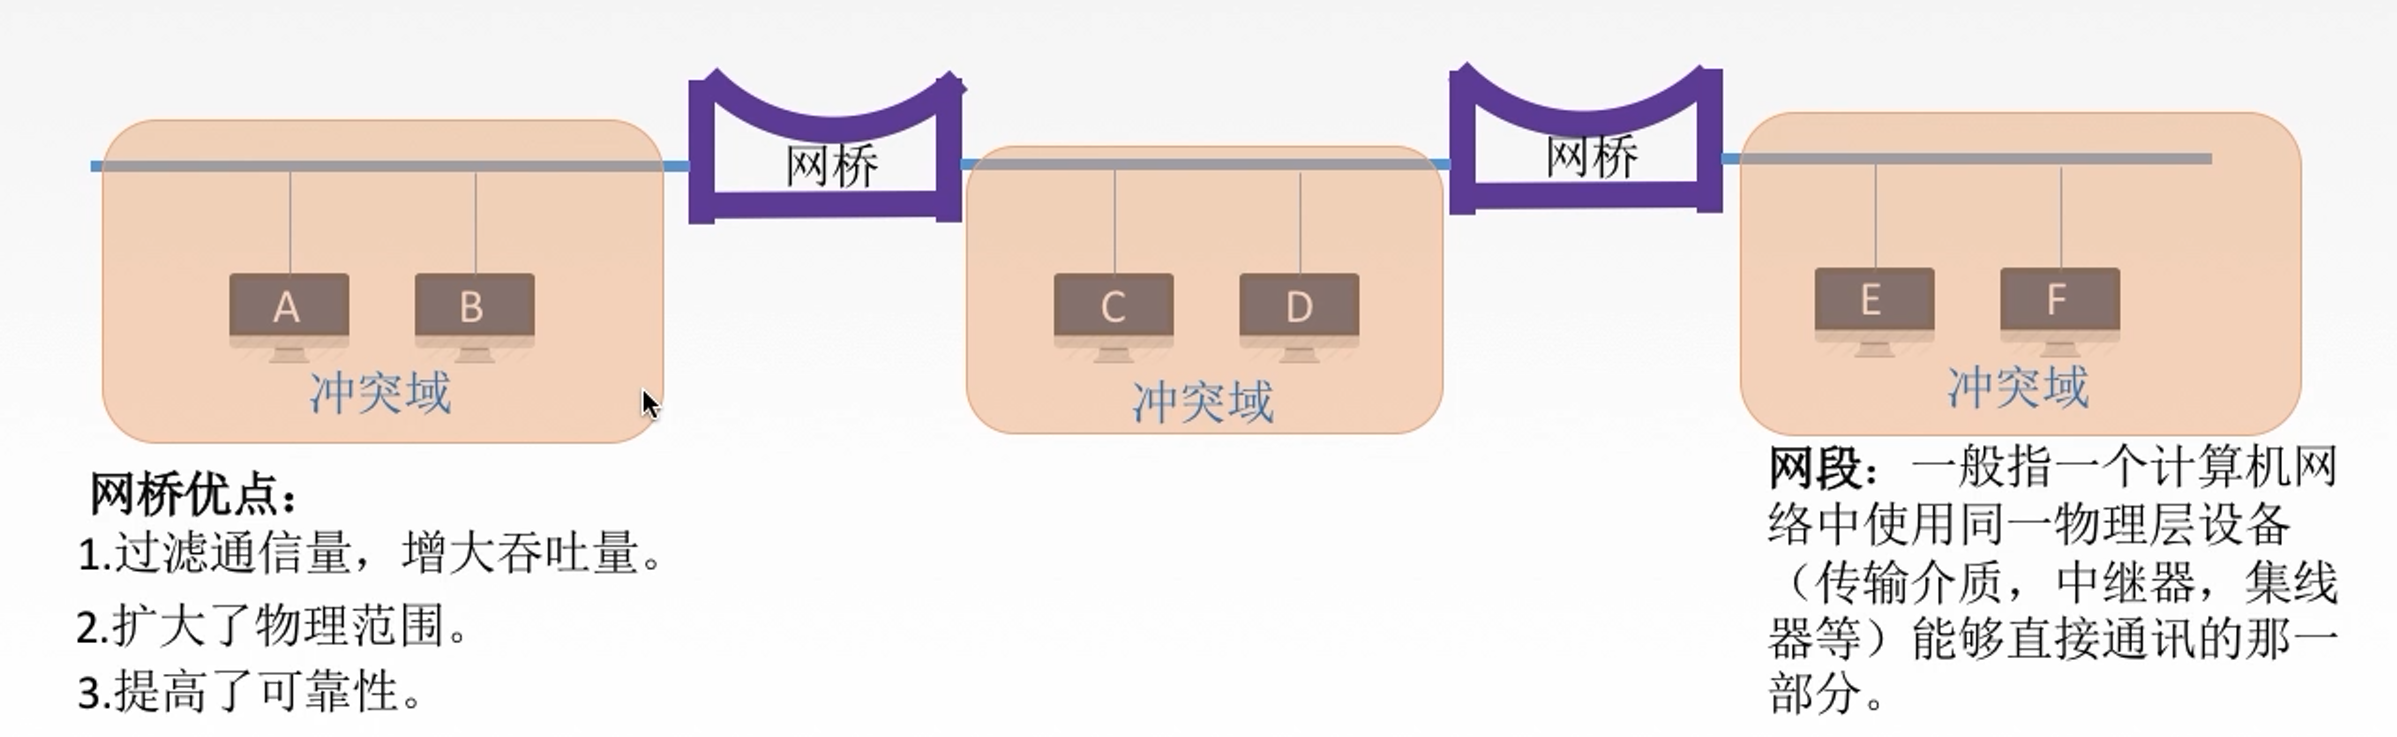 网桥
网桥
A
B
C
D
E
F
冲突域
冲突域
冲突域
网桥优点：
1.过滤通信量，增大吞吐量。
2.扩大了物理范围。
3.提高了可靠性。
网段：一般指一个计算机网
络中使用同一物理层设备
（传输介质，中继器，集线
器等）能够直接通讯的那一
部分。